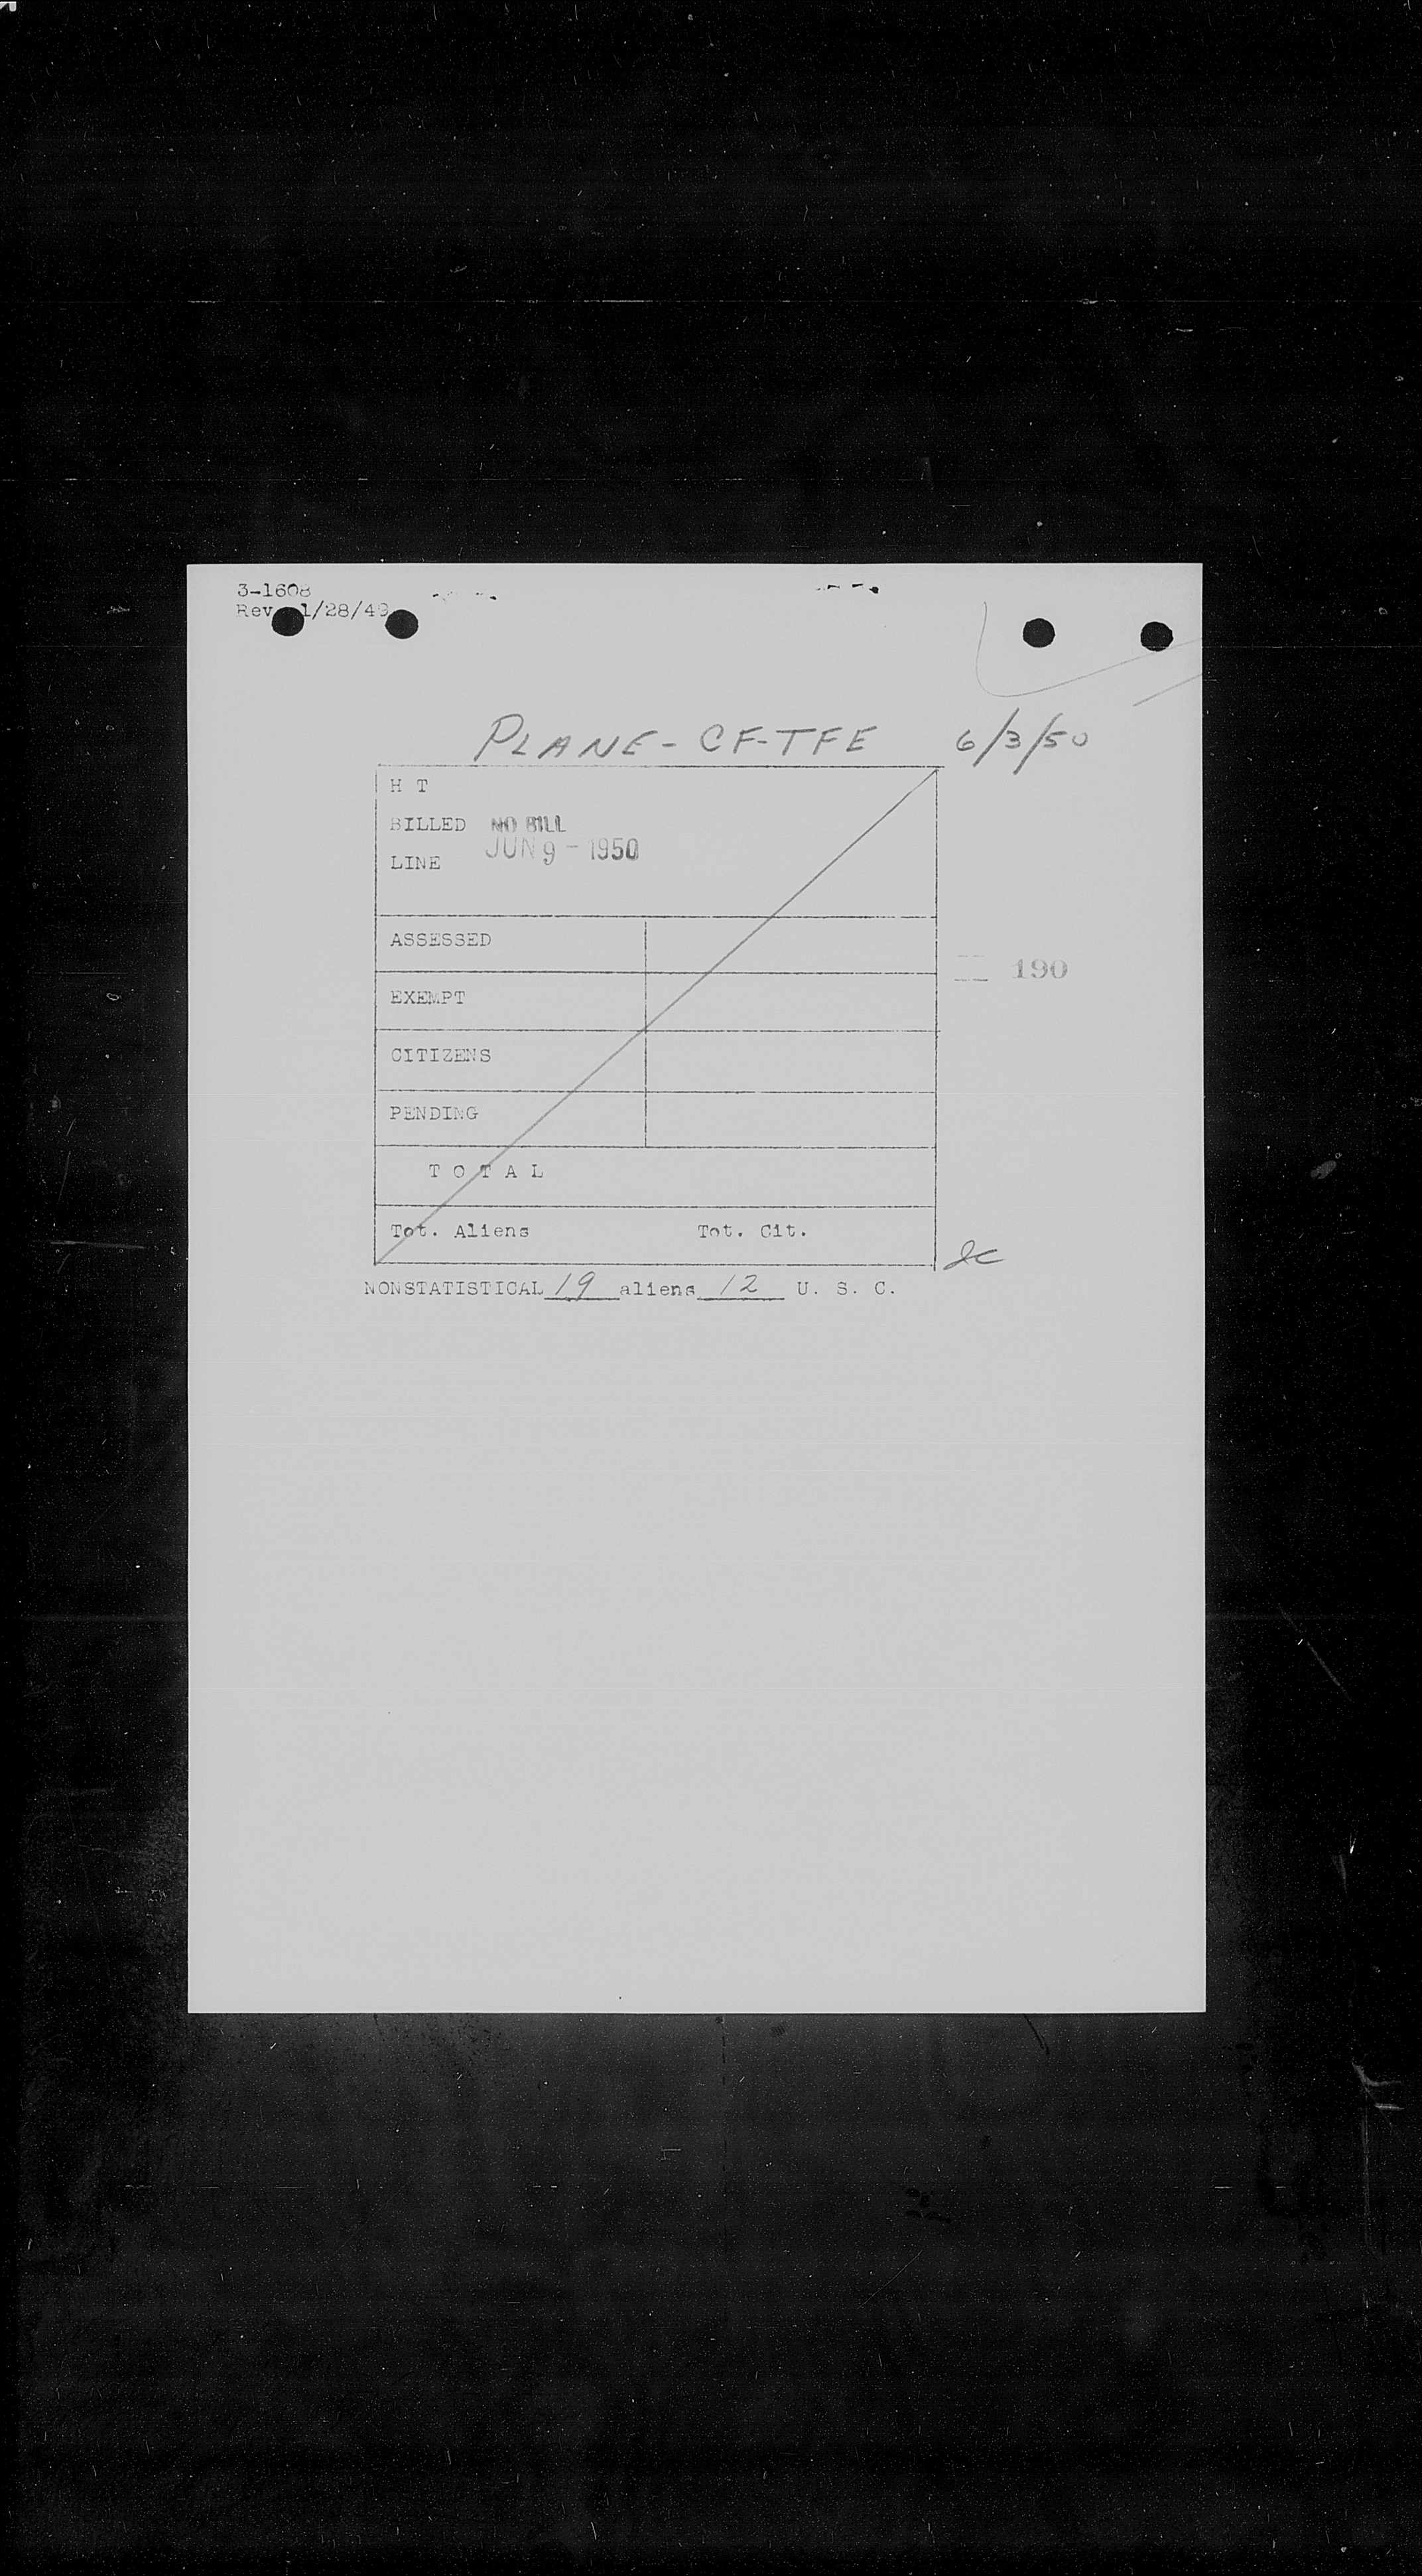 3-1608
Rev. 1/28/49
PLANE - CF-TFE 6/3/50
H T
BILLED NO BILL
JUN 9 - 1950
LINE
ASSESSED
190
EXEMPT
CITIZENS
PENDING
T O T A L
Tot. Aliens Tot. Cit.
NONSTATISTICAL 19 aliens 12 U. S. C.